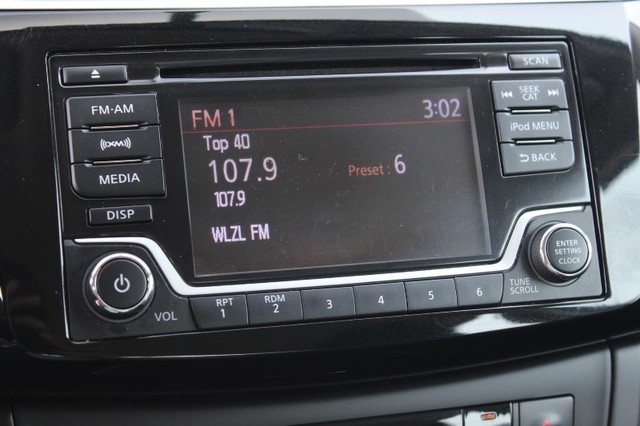 SCAN
FM·AM
(XM)
MEDIA
DISP
FM 1 3:02
Top 40
107.9 Preset : 6
107.9
WLZL FM
SEEK
CAT
iPod MENU
BACK
ENTER
SETTING
CLOCK
TUNE
SCROLL
VOL
RPT
1
RDM
2
3
4
5
6